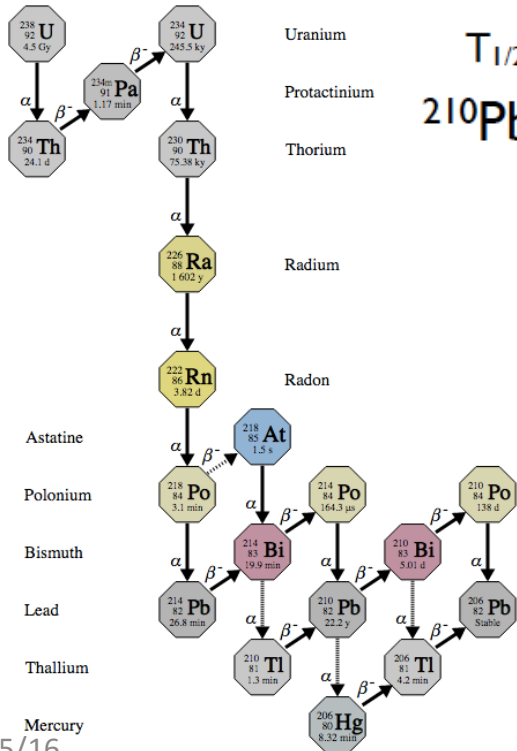 238 92 U 4.5 Gy
234 92 U 245.5 ky
Uranium
T1/2
β⁻
β⁻
234m 91 Pa 1.17 min
Protactinium
α
α
210Pb
234 90 Th 24.1 d
230 90 Th 75.38 ky
Thorium
α
226 88 Ra 1 602 y
Radium
α
222 86 Rn 3.82 d
Radon
α
Astatine
β⁻
218 85 At 1.5 s
Polonium
218 84 Po 3.1 min
214 84 Po 164.3 μs
210 84 Po 138 d
α
β⁻
β⁻
Bismuth
214 83 Bi 19.9 min
210 83 Bi 5.01 d
α
β⁻
α
β⁻
α
Lead
214 82 Pb 26.8 min
210 82 Pb 22.2 y
206 82 Pb Stable
α
β⁻
α
β⁻
Thallium
210 81 Tl 1.3 min
206 81 Tl 4.2 min
α
β⁻
Mercury
206 80 Hg 8.32 min
5/16